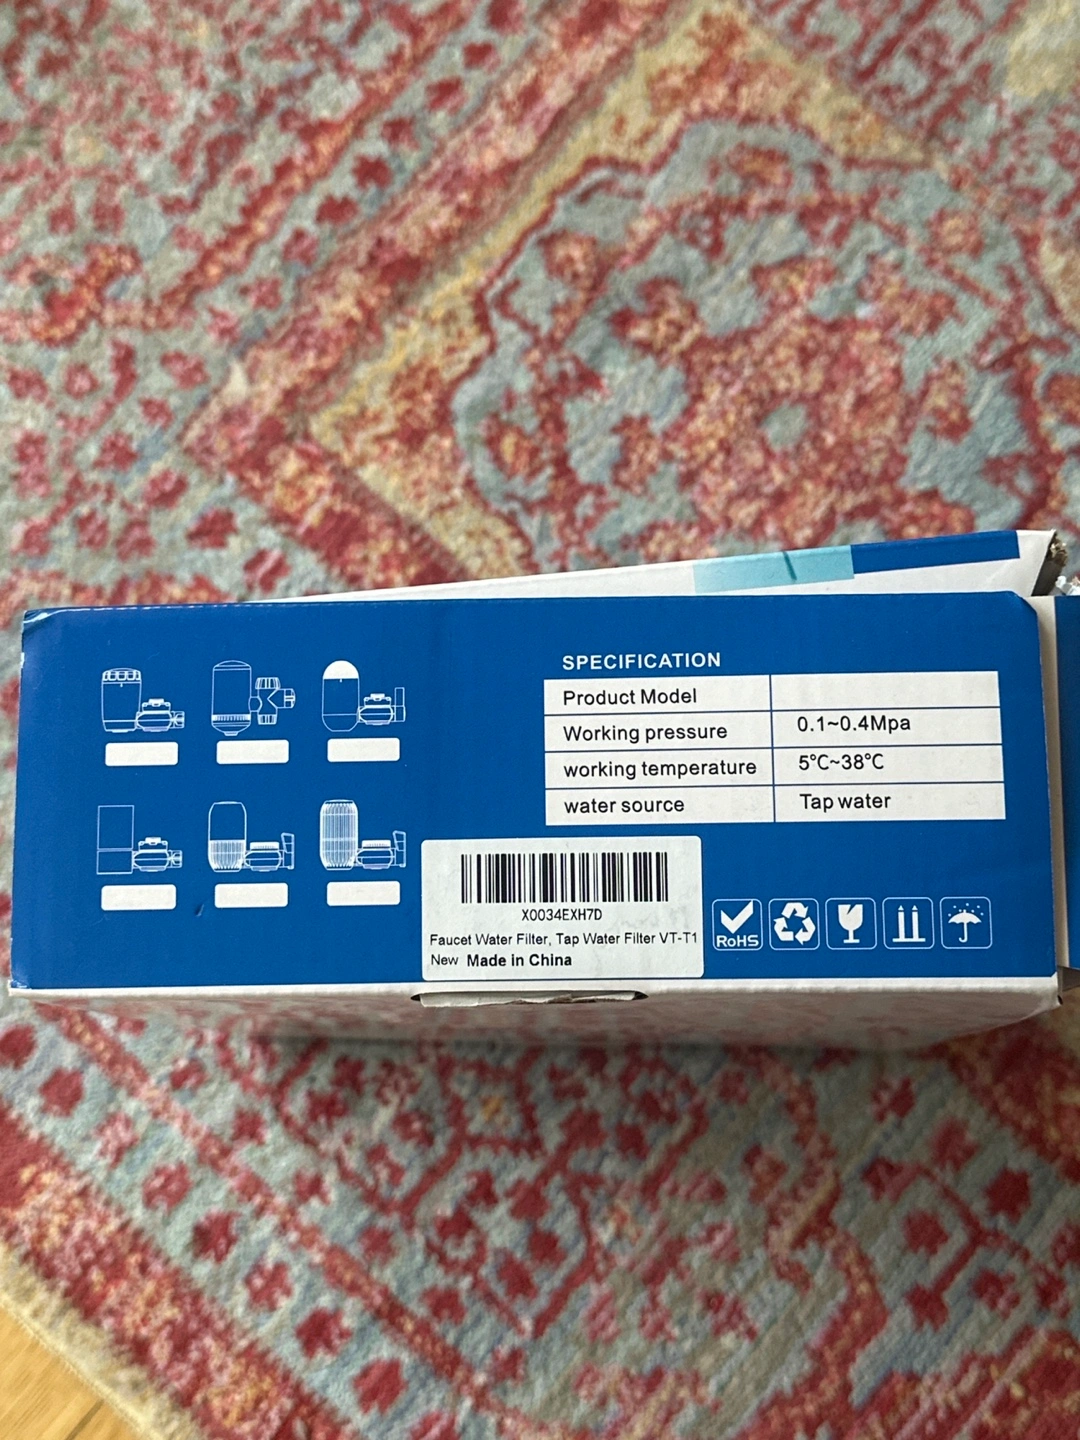 SPECIFICATION
Product Model
Working pressure 0.1~0.4Mpa
working temperature 5°C~38°C
water source Tap water
X0034EXH7D
Faucet Water Filter, Tap Water Filter VT-T1
New Made in China
RoHS